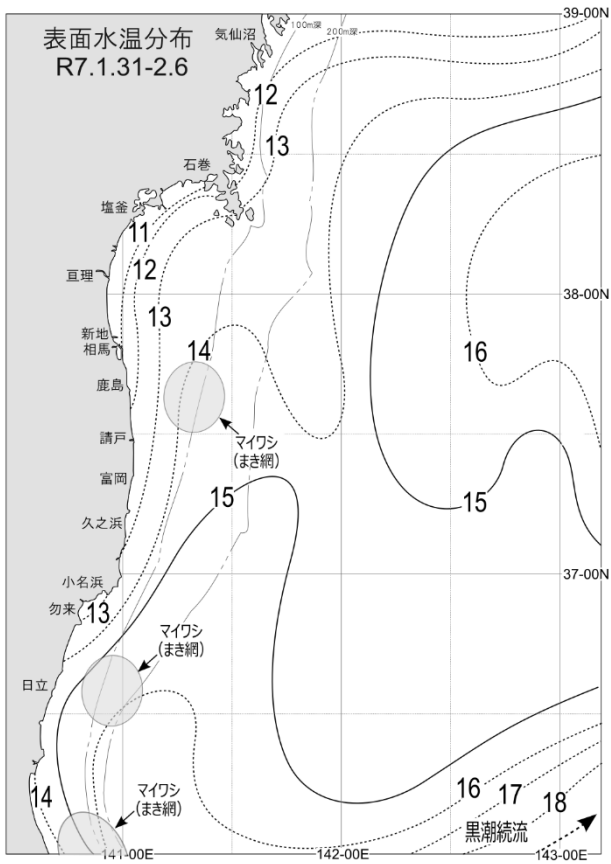 表面水温分布
R7.1.31-2.6
気仙沼
100m深
200m深
39-00N
12
13
石巻
塩釜
11
12
亘理
13
38-00N
新地
相馬
14
16
鹿島
マイワシ
(まき網)
請戸
富岡
15
15
久之浜
37-00N
小名浜
勿来
13
マイワシ
(まき網)
日立
マイワシ
(まき網)
14
16
17
18
黒潮続流
141-00E
142-00E
143-00E